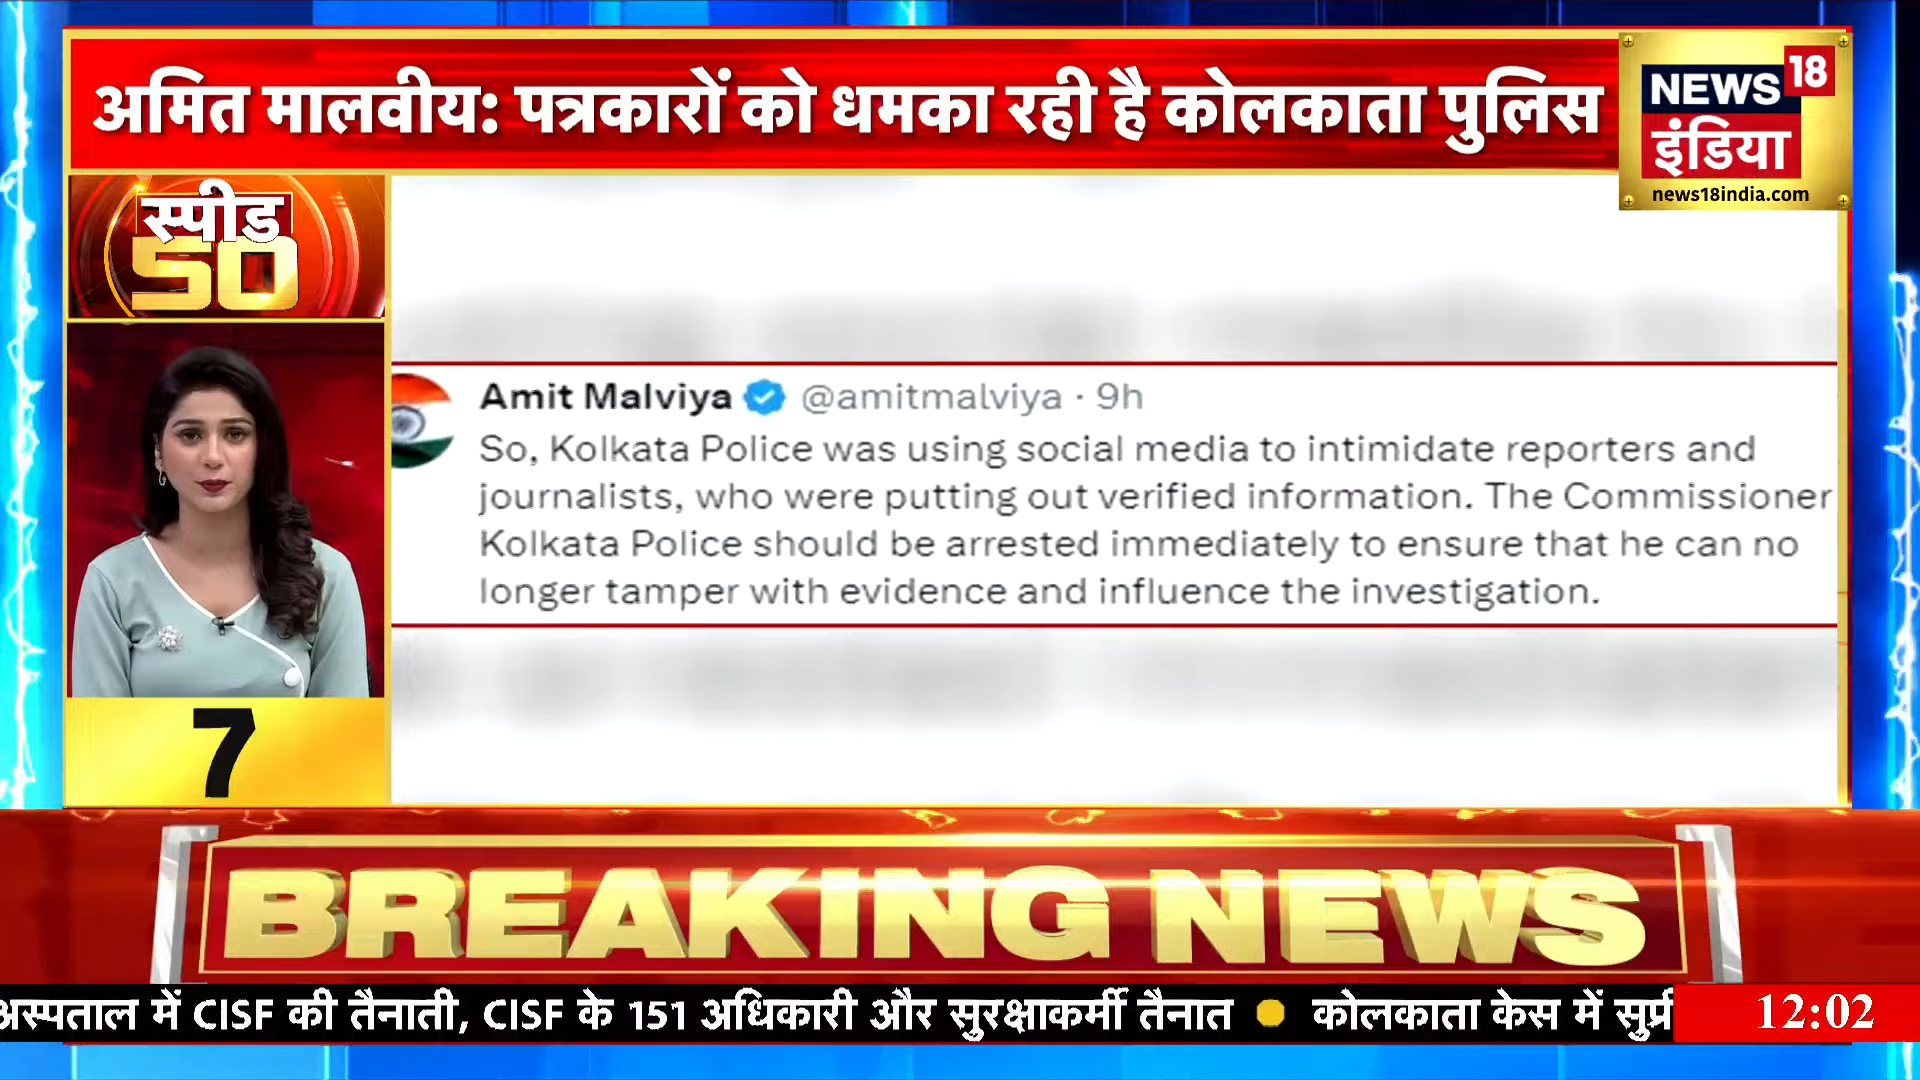 अमित मालवीय: पत्रकारों को धमका रही है कोलकाता पुलिस
NEWS 18
इंडिया
news18india.com
स्पीड
50
Amit Malviya @amitmalviya · 9h
So, Kolkata Police was using social media to intimidate reporters and
journalists, who were putting out verified information. The Commissioner
Kolkata Police should be arrested immediately to ensure that he can no
longer tamper with evidence and influence the investigation.
7
BREAKING NEWS
अस्पताल में CISF की तैनाती, CISF के 151 अधिकारी और सुरक्षाकर्मी तैनात
कोलकाता केस में सुप्री
12:02